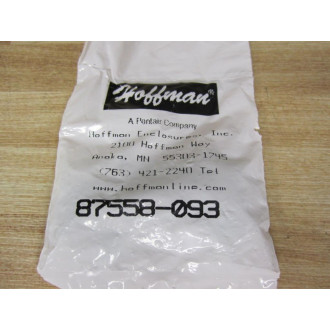 Hoffman®
A Pentair Company
Hoffman Enclosures Inc.
2100 Hoffman Way
Anoka, MN 55303-1745
(763) 421-2240 Tel
www.hoffmanonline.com
87558-093